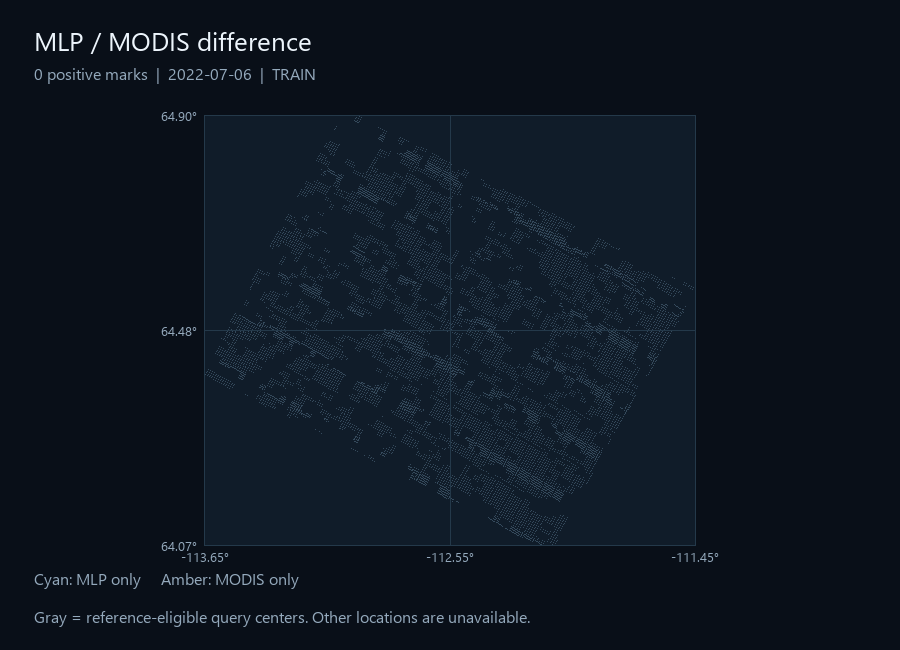 MLP / MODIS difference
0 positive marks | 2022-07-06 | TRAIN
64.90°
64.48°
64.07°
-113.65° -112.55° -111.45°
Cyan: MLP only Amber: MODIS only
Gray = reference-eligible query centers. Other locations are unavailable.